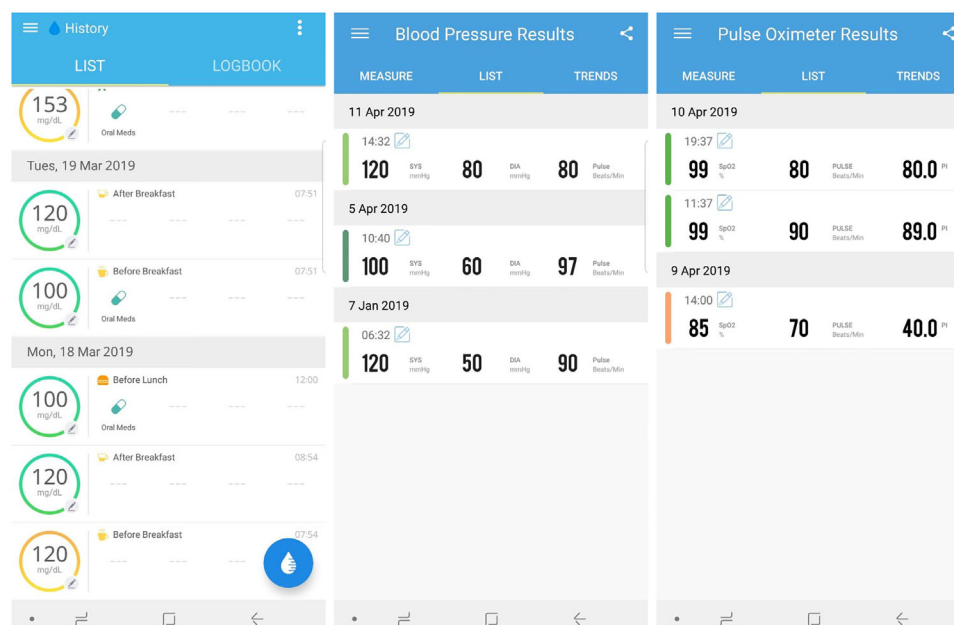 History
LIST LOGBOOK
153
mg/dL
Oral Meds
Tues, 19 Mar 2019
After Breakfast 07:51
120
mg/dL
Before Breakfast 07:51
100
mg/dL
Oral Meds
Mon, 18 Mar 2019
Before Lunch 12:00
100
mg/dL
Oral Meds
After Breakfast 08:54
120
mg/dL
Before Breakfast 07:54
120
mg/dL
Blood Pressure Results
MEASURE LIST TRENDS
11 Apr 2019
14:32
120 SYS mmHg 80 DIA mmHg 80 Pulse Beats/Min
5 Apr 2019
10:40
100 SYS mmHg 60 DIA mmHg 97 Pulse Beats/Min
7 Jan 2019
06:32
120 SYS mmHg 50 DIA mmHg 90 Pulse Beats/Min
Pulse Oximeter Results
MEASURE LIST TRENDS
10 Apr 2019
19:37
99 SpO2 % 80 PULSE Beats/Min 80.0 PI
11:37
99 SpO2 % 90 PULSE Beats/Min 89.0 PI
9 Apr 2019
14:00
85 SpO2 % 70 PULSE Beats/Min 40.0 PI